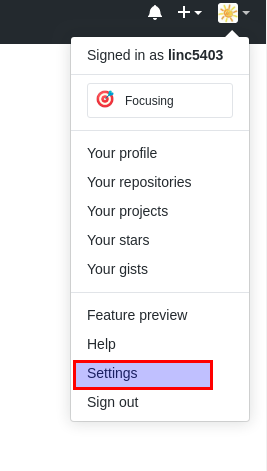 Signed in as linc5403
Focusing
Your profile
Your repositories
Your projects
Your stars
Your gists
Feature preview
Help
Settings
Sign out